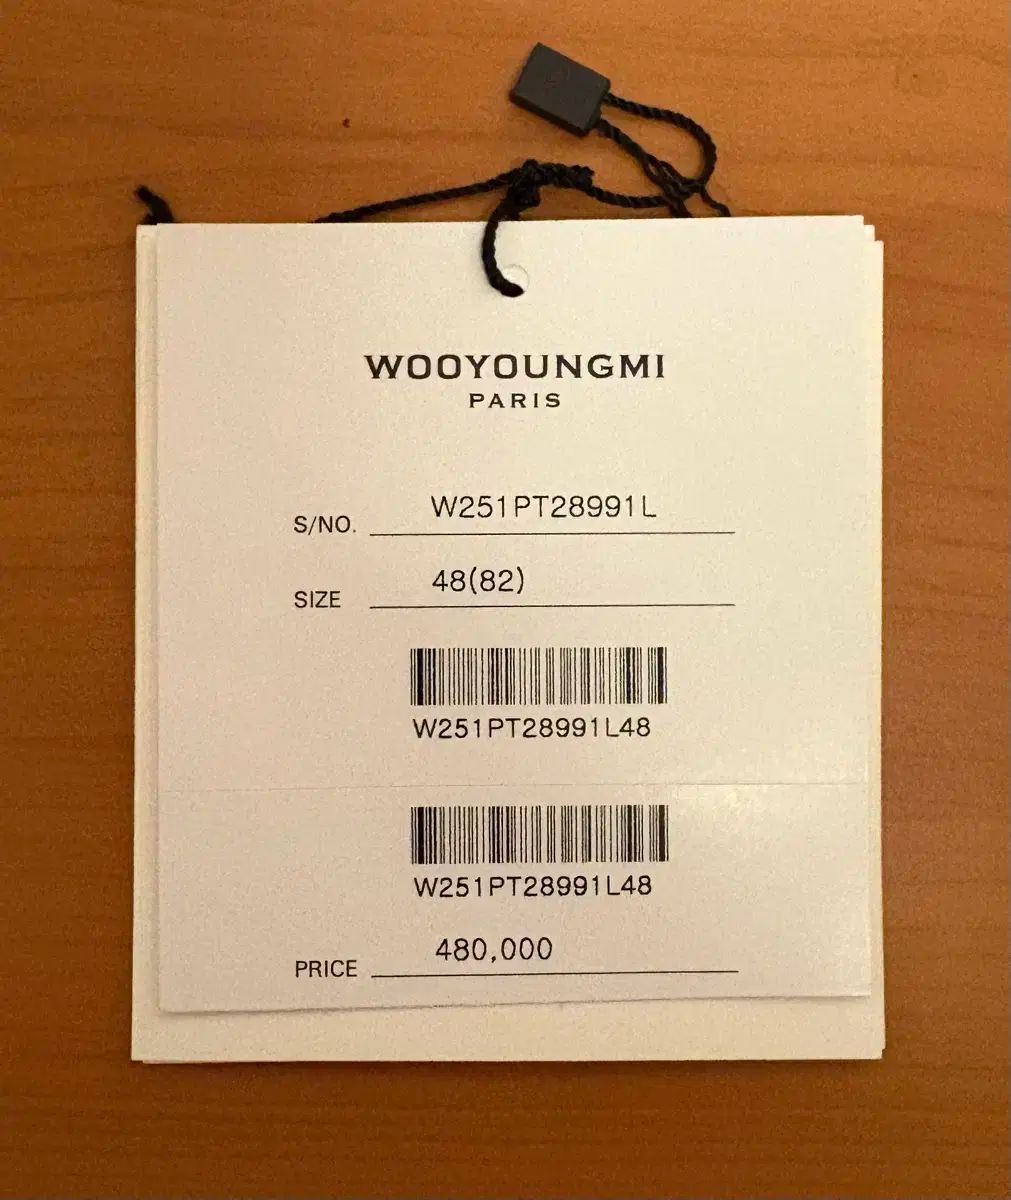 WOOYOUNGMI
PARIS
S/NO. W251PT28991L
SIZE 48(82)
W251PT28991L48
W251PT28991L48
PRICE 480,000